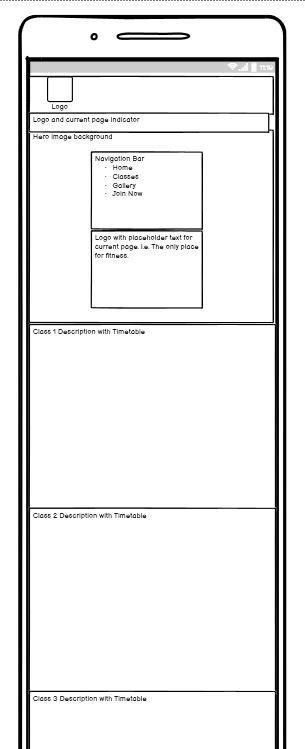 Logo
Logo and current page indicator
Hero image background
Navigation Bar
· Home
· Classes
· Gallery
· Join Now
Logo with placeholder text for
current page. i.e. The only place
for fitness.
Class 1 Description with Timetable
Class 2 Description with Timetable
Class 3 Description with Timetable